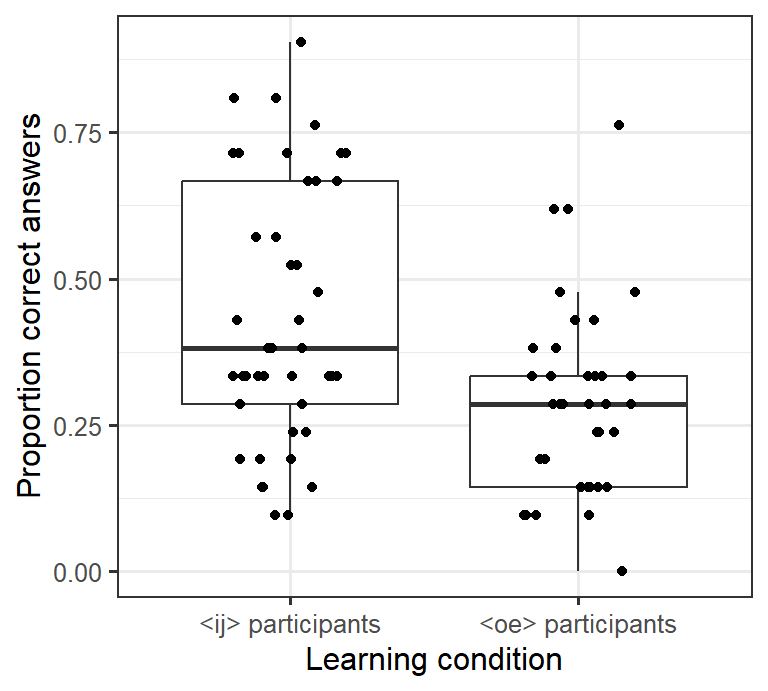 Proportion correct answers
0.75
0.50
0.25
0.00
<ij> participants
<oe> participants
Learning condition